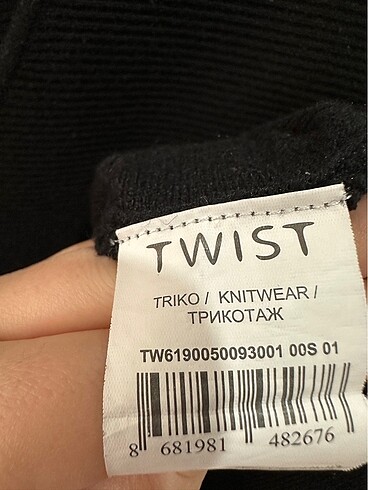 TWIST
TRIKO / KNITWEAR /
ТРИКОТАЖ
TW6190050093001 00S 01
8 681981 482676